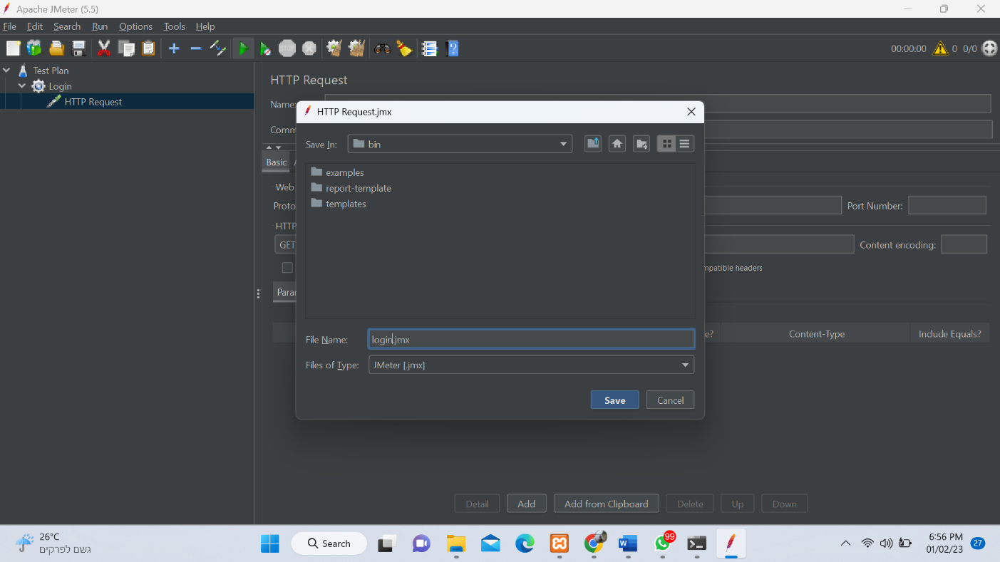 Apache JMeter (5.5)
File Edit Search Run Options Tools Help
STOP
00:00:00 0 0/0
Test Plan
Login
HTTP Request
HTTP Request
Name:
Comm
Basic
Web
Proto
Port Number:
HTTP
GET
Content encoding:
mpatible headers
Parar
e? Content-Type Include Equals?
HTTP Request.jmx
Save In: bin
examples
report-template
templates
File Name: login.jmx
Files of Type: JMeter [.jmx]
Save Cancel
Detail Add Add from Clipboard Delete Up Down
26°C
גשם לפרקים
Search
W
99
6:56 PM
01/02/23
27